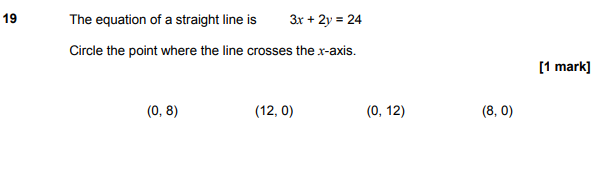 19 The equation of a straight line is 3x + 2y = 24
Circle the point where the line crosses the x-axis.
[1 mark]
(0, 8) (12, 0) (0, 12) (8, 0)